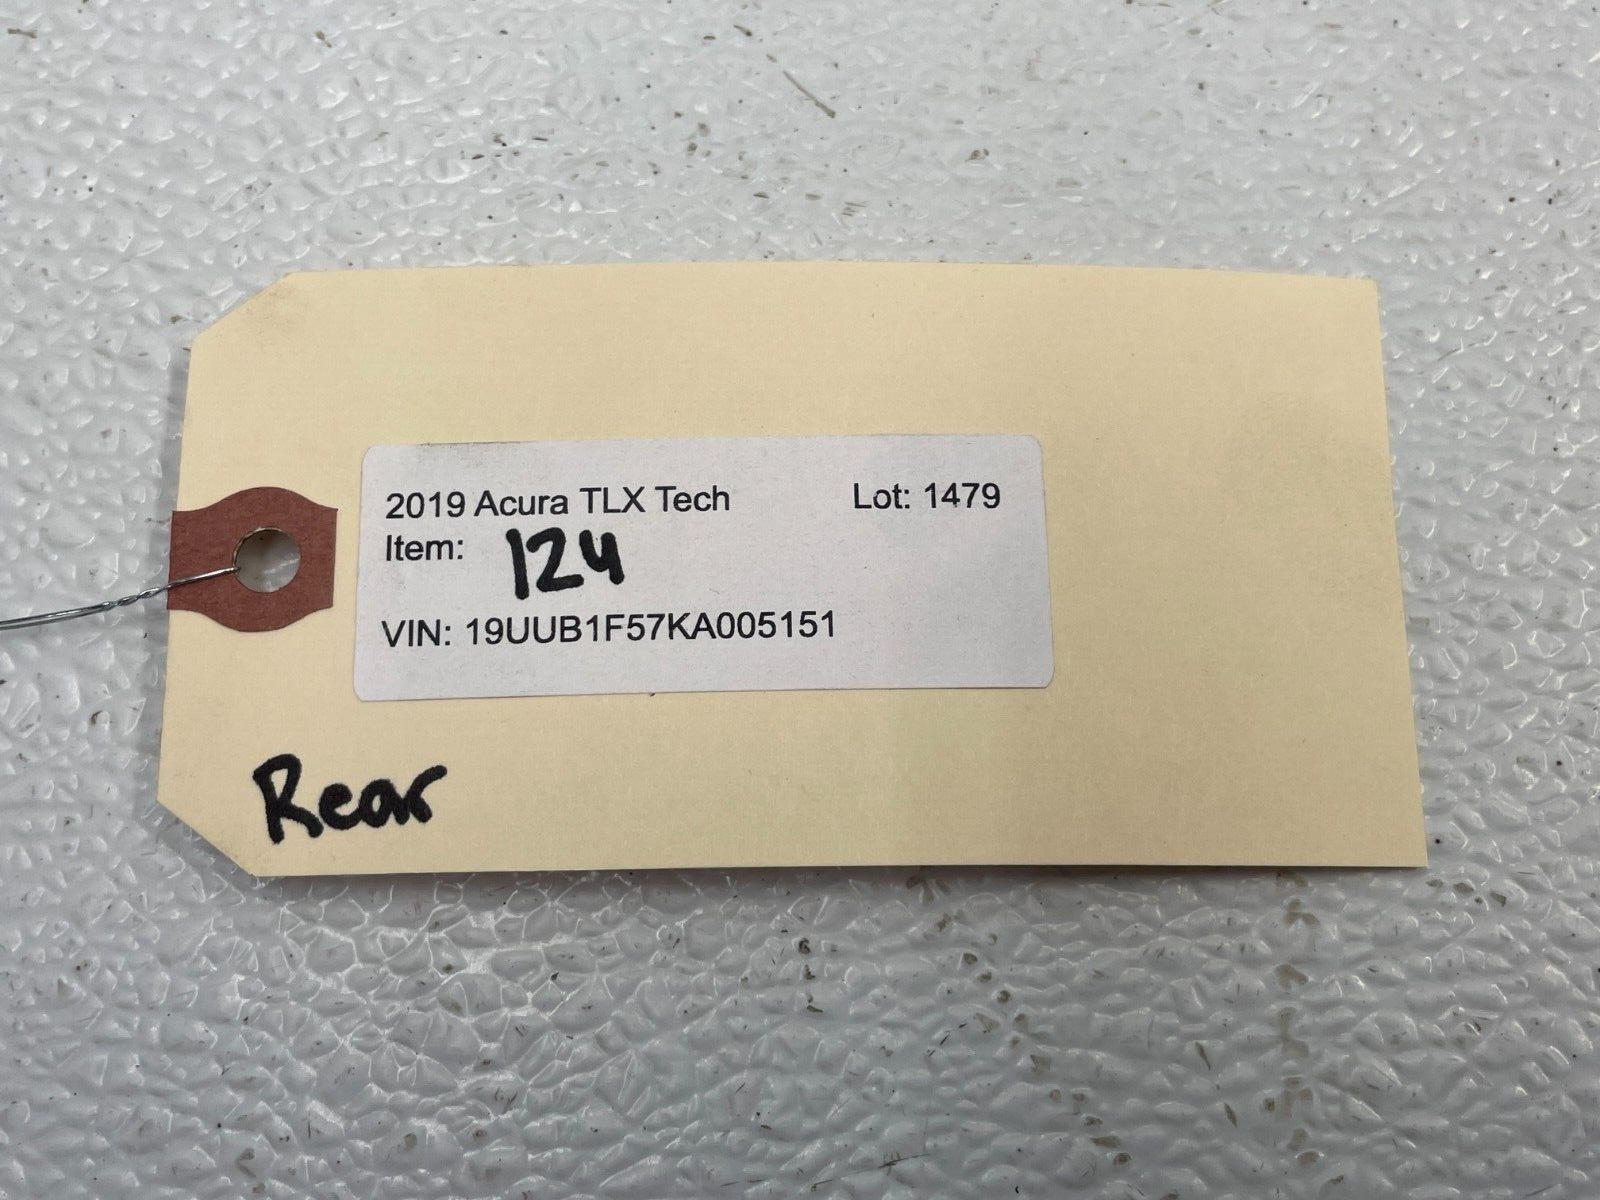 2019 Acura TLX Tech Lot: 1479
Item: 124
VIN: 19UUB1F57KA005151
Rear